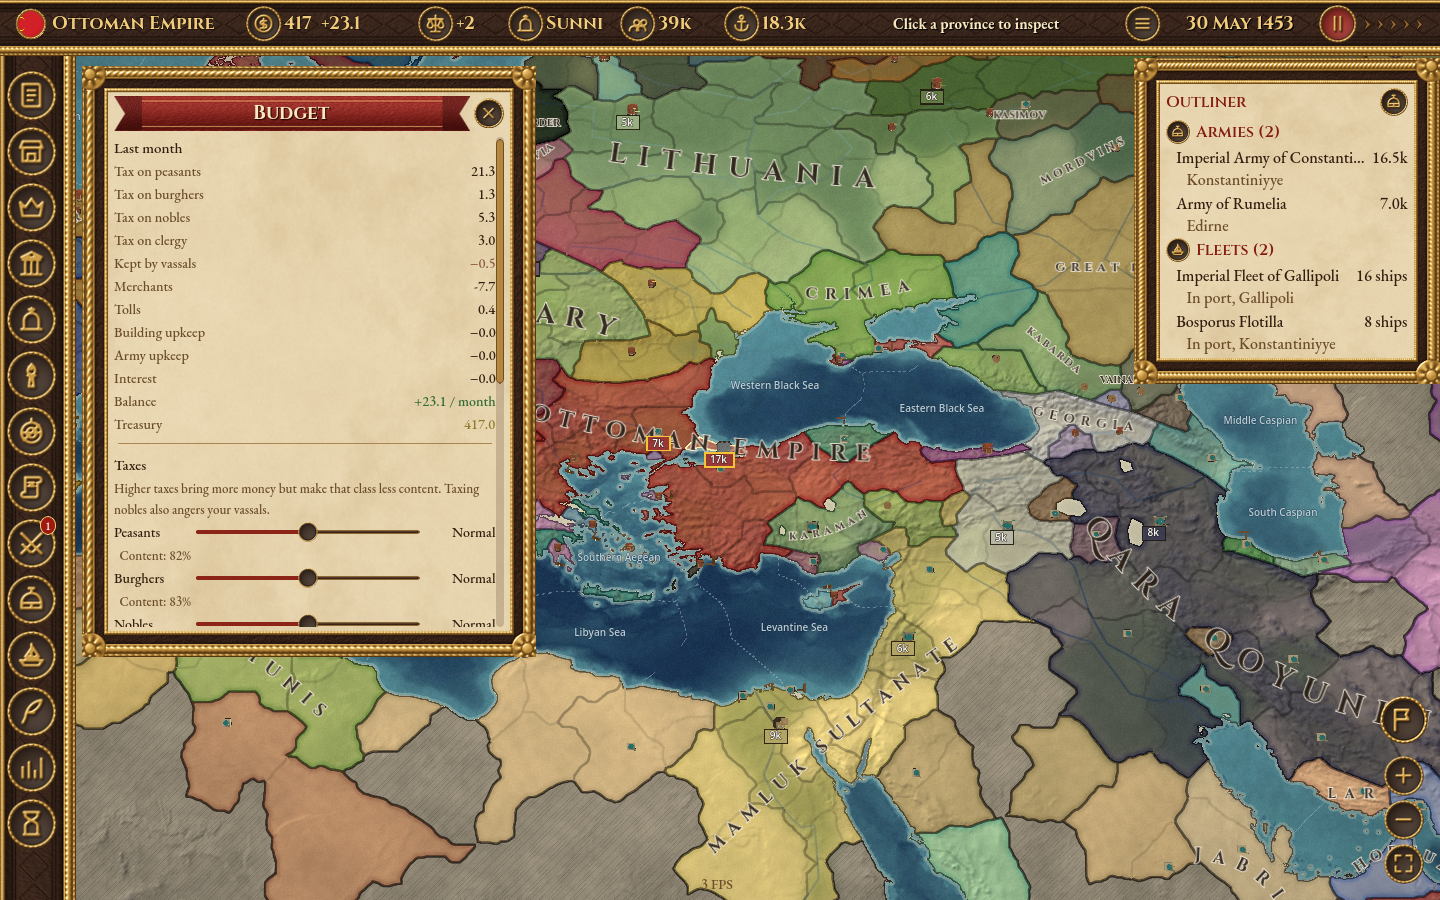 OTTOMAN EMPIRE
417 +23.1
+2
SUNNI
39K
18.3K
Click a province to inspect
30 MAY 1453
BUDGET
Last month
Tax on peasants 21.3
Tax on burghers 1.3
Tax on nobles 5.3
Tax on clergy 3.0
Kept by vassals −0.5
Merchants -7.7
Tolls 0.4
Building upkeep −0.0
Army upkeep −0.0
Interest −0.0
Balance +23.1 / month
Treasury 417.0
Taxes
Higher taxes bring more money but make that class less content. Taxing
nobles also angers your vassals.
Peasants Normal
Content: 82%
Burghers Normal
Content: 83%
Nobles Normal
1
OUTLINER
ARMIES (2)
Imperial Army of Constanti... 16.5k
Konstantiniyye
Army of Rumelia 7.0k
Edirne
FLEETS (2)
Imperial Fleet of Gallipoli 16 ships
In port, Gallipoli
Bosporus Flotilla 8 ships
In port, Konstantiniyye
5k
6k
KASIMOV
LITHUANIA
MORDVINS
GREAT
CRIMEA
KABARDA
ARY
Western Black Sea
Eastern Black Sea
GEORGIA
Middle Caspian
OTTOMAN EMPIRE
7k
17k
South Caspian
KARAMAN
5k
8k
Southern Aegean
QARA QOYUN
Libyan Sea
Levantine Sea
6k
TUNIS
9k
MAMLUK SULTANATE
LAR
JABRI
3 FPS